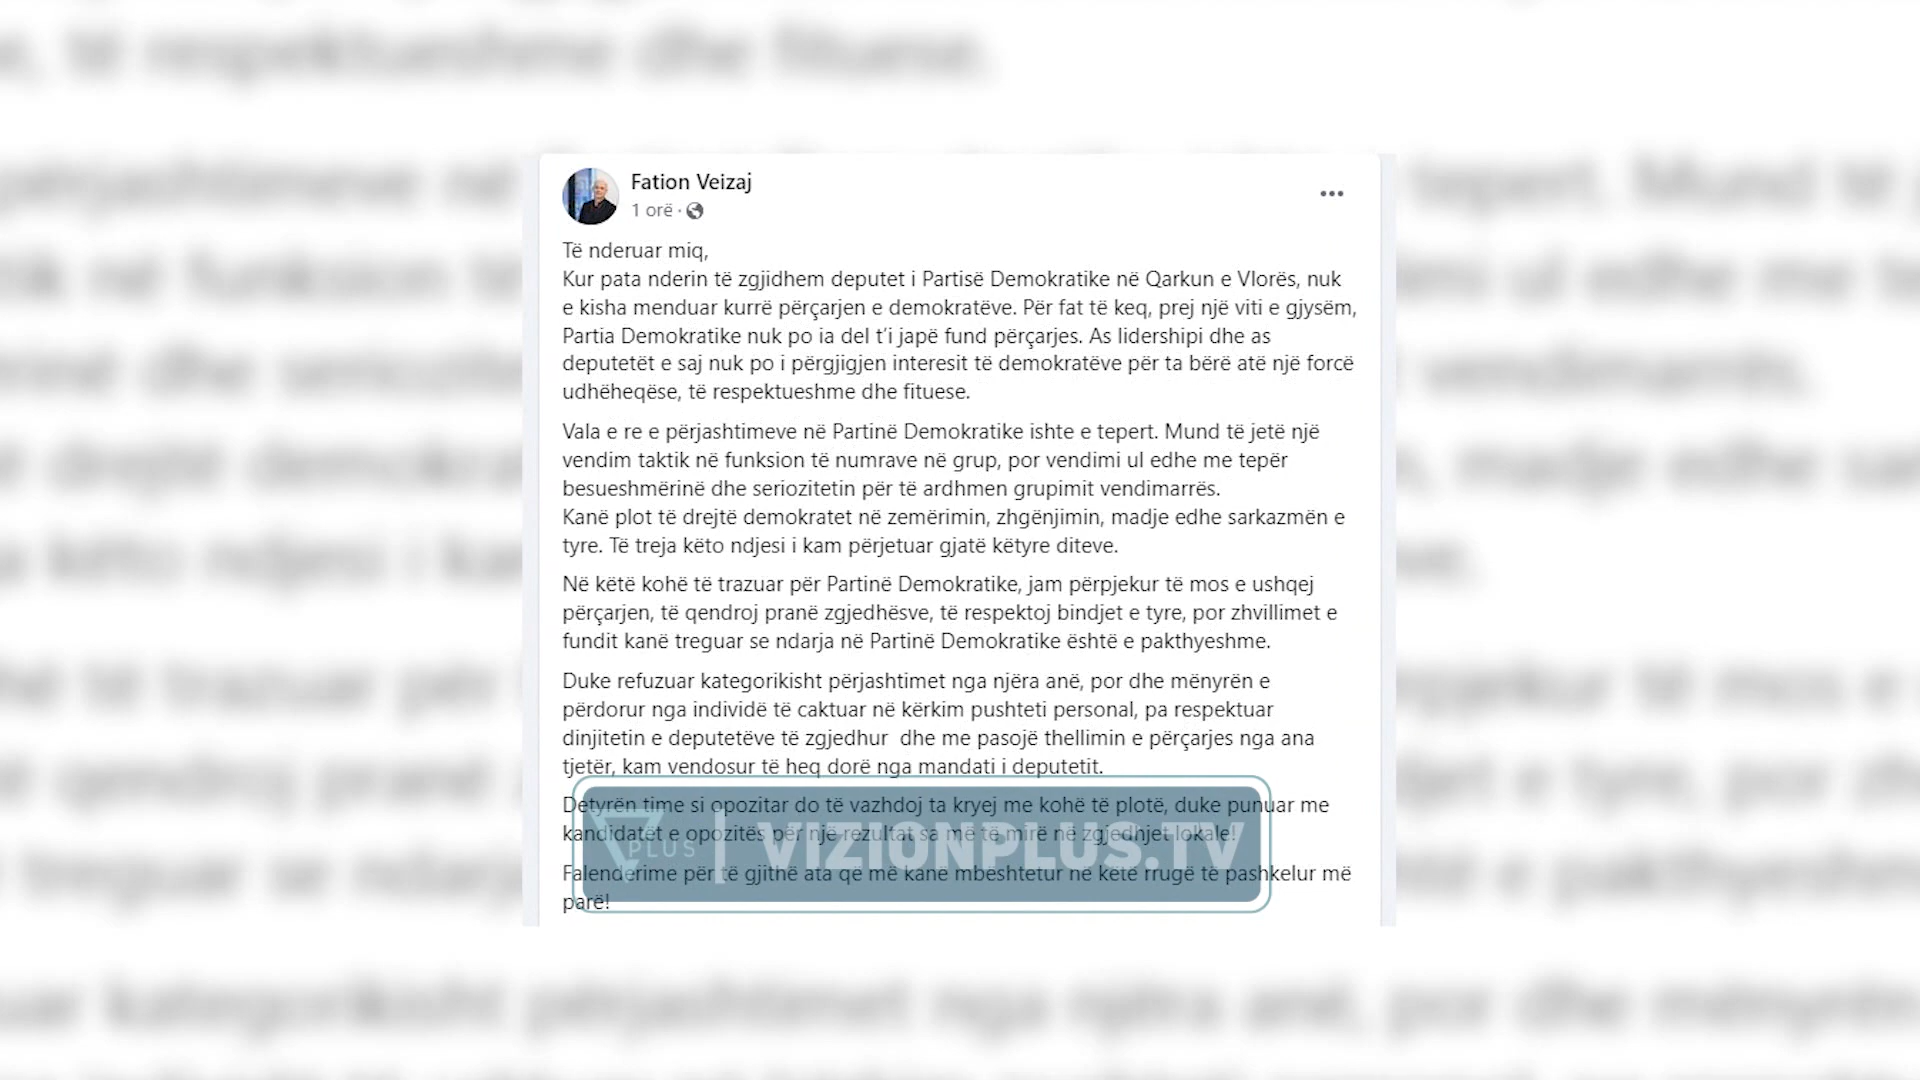 Fation Veizaj
1 orë ·
Të nderuar miq,
Kur pata nderin të zgjidhem deputet i Partisë Demokratike në Qarkun e Vlorës, nuk
e kisha menduar kurrë përçarjen e demokratëve. Për fat të keq, prej një viti e gjysëm,
Partia Demokratike nuk po ia del t'i japë fund përçarjes. As lidershipi dhe as
deputetët e saj nuk po i përgjigjen interesit të demokratëve për ta bërë atë një forcë
udhëheqëse, të respektueshme dhe fituese.
Vala e re e përjashtimeve në Partinë Demokratike ishte e tepert. Mund të jetë një
vendim taktik në funksion të numrave në grup, por vendimi ul edhe me tepër
besueshmërinë dhe seriozitetin për të ardhmen grupimit vendimarrës.
Kanë plot të drejtë demokratet në zemërimin, zhgënjimin, madje edhe sarkazmën e
tyre. Të treja këto ndjesi i kam përjetuar gjatë këtyre diteve.
Në këtë kohë të trazuar për Partinë Demokratike, jam përpjekur të mos e ushqej
përçarjen, të qendroj pranë zgjedhësve, të respektoj bindjet e tyre, por zhvillimet e
fundit kanë treguar se ndarja në Partinë Demokratike është e pakthyeshme.
Duke refuzuar kategorikisht përjashtimet nga njëra anë, por dhe mënyrën e
përdorur nga individë të caktuar në kërkim pushteti personal, pa respektuar
dinjitetin e deputetëve të zgjedhur dhe me pasojë thellimin e përçarjes nga ana
tjetër, kam vendosur të heq dorë nga mandati i deputetit.
Detyrën time si opozitar do të vazhdoj ta kryej me kohë të plotë, duke punuar me
kandidatët e opozitës për një rezultat sa më të mirë në zgjedhjet lokale!
PLUS | VIZIONPLUS.TV
Falenderime për të gjithë ata që më kanë mbështetur në këtë rrugë të pashkelur më
parë!